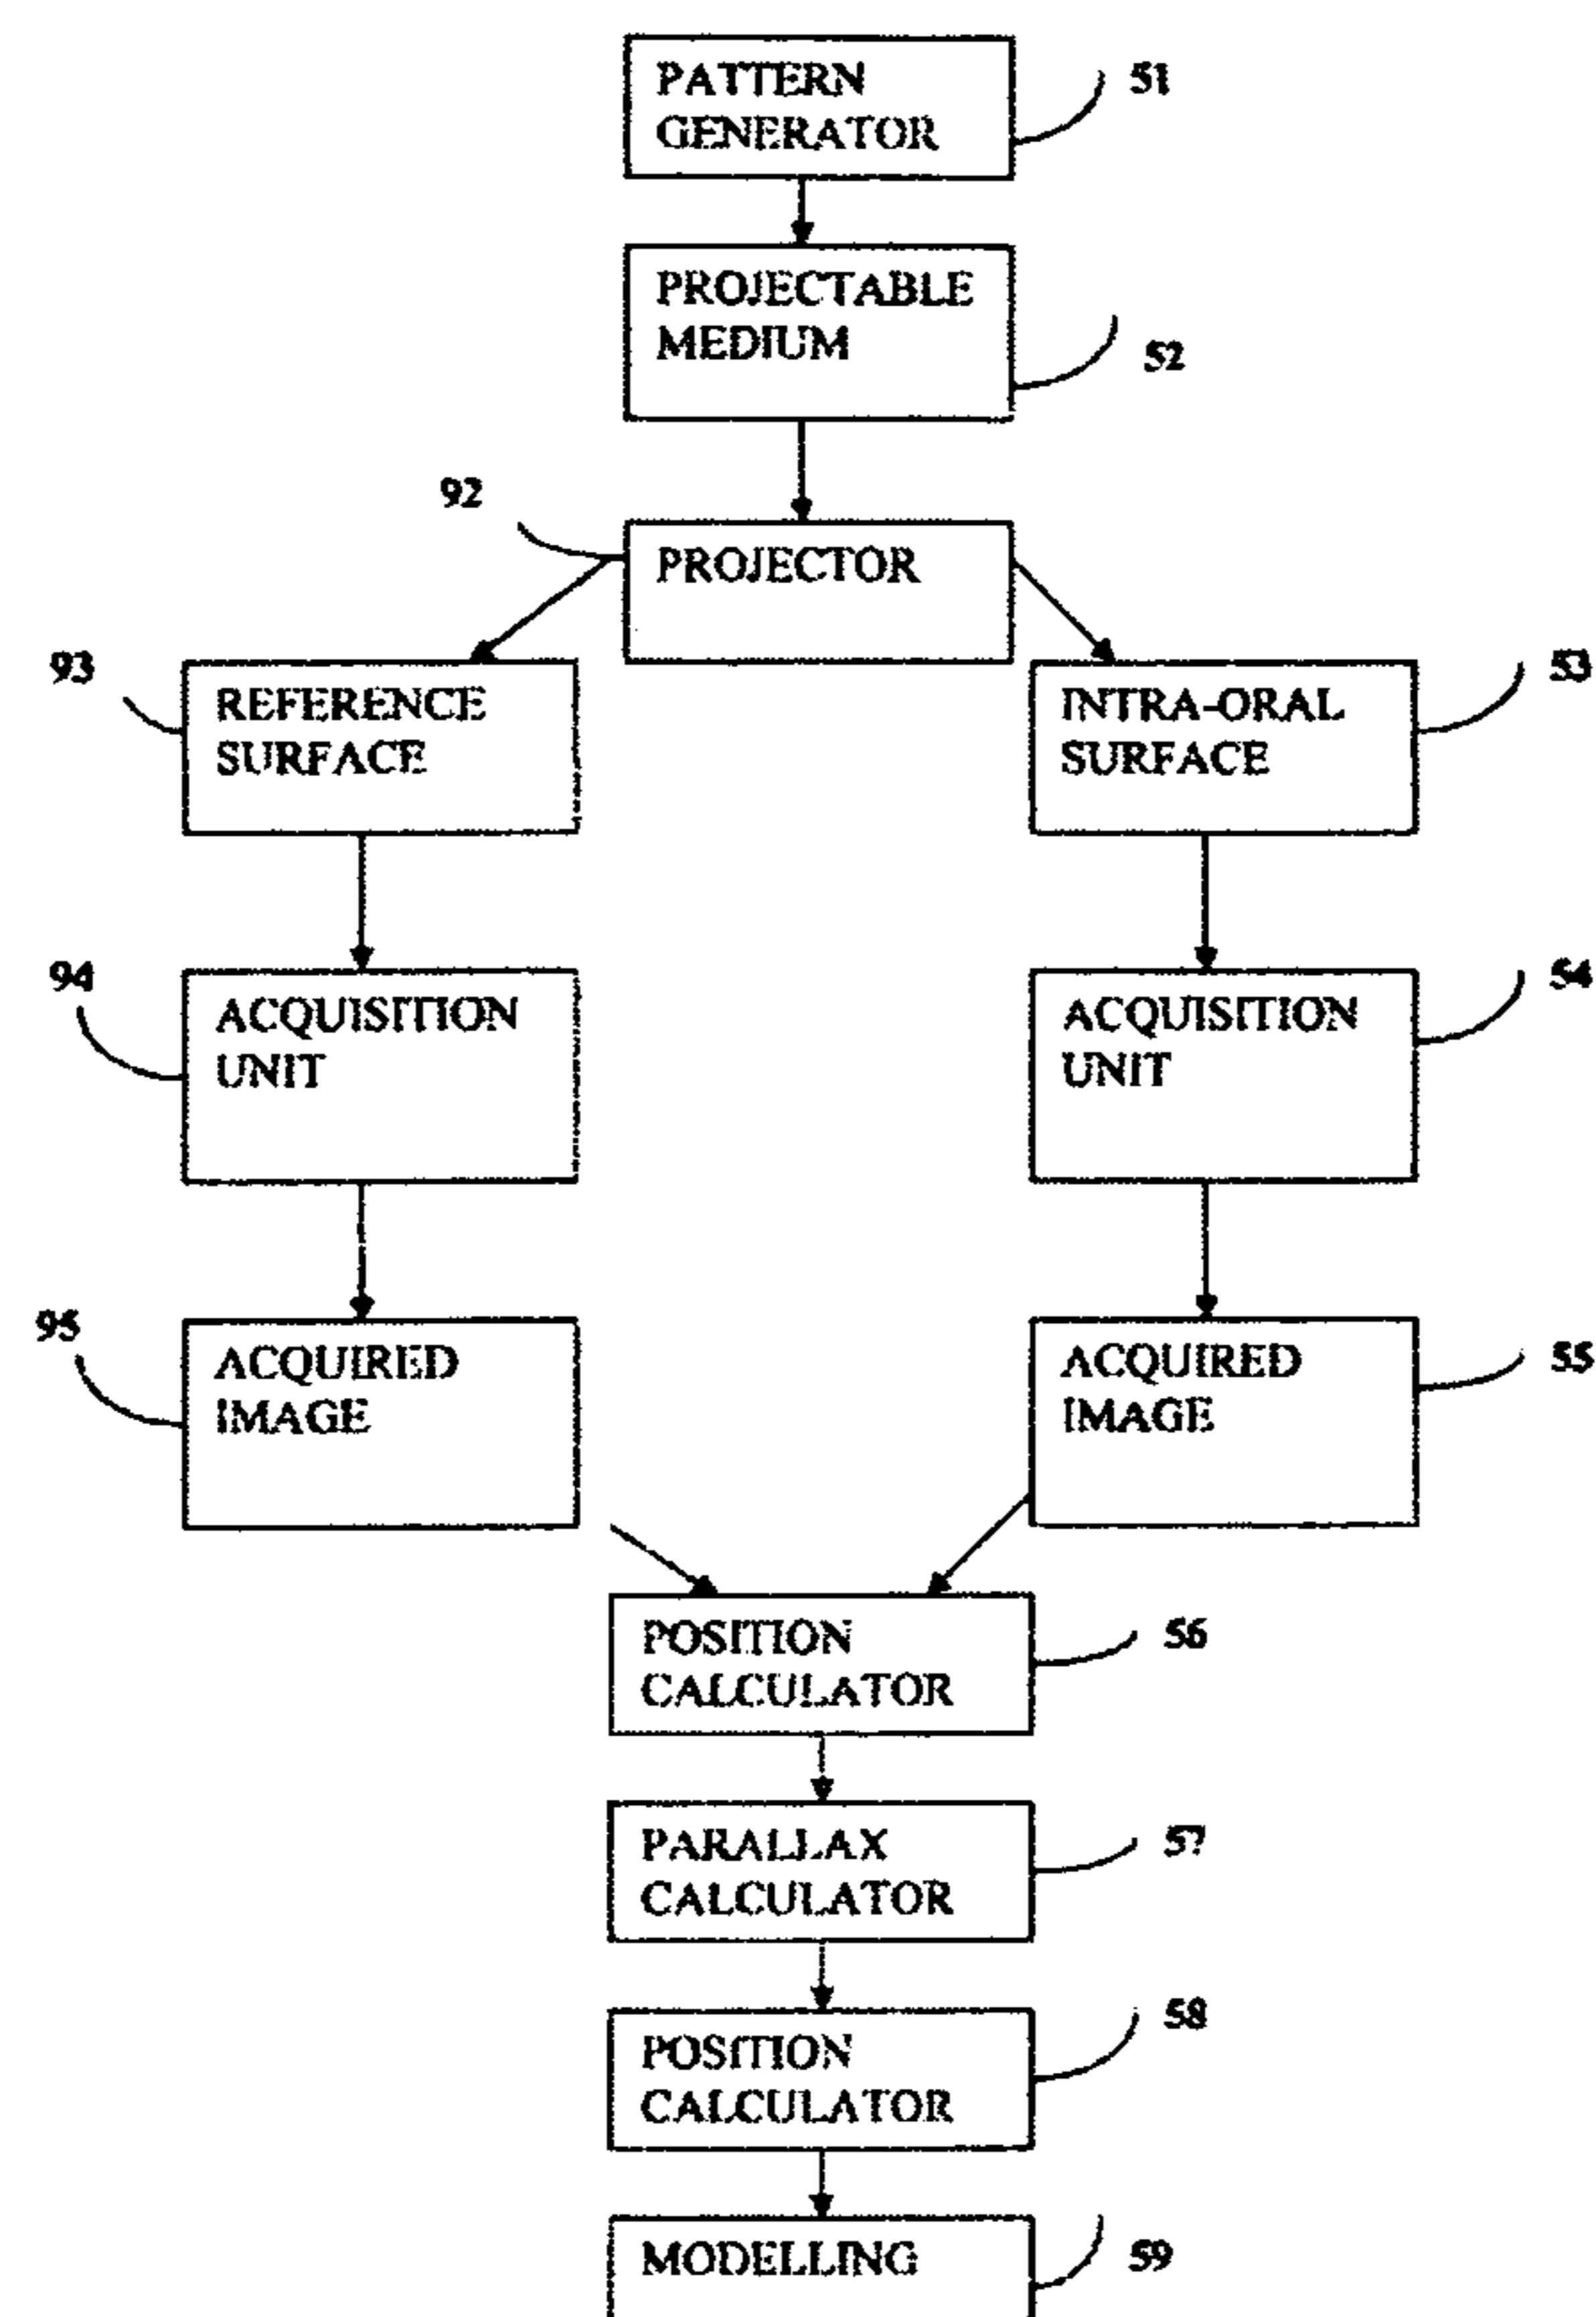 PATTERN
GENERATOR
51
PROJECTABLE
MEDIUM
52
92
PROJECTOR
93
REFERENCE
SURFACE
INTRA-ORAL
SURFACE
53
94
ACQUISITION
UNIT
ACQUISITION
UNIT
54
95
ACQUIRED
IMAGE
ACQUIRED
IMAGE
55
POSITION
CALCULATOR
56
PARALLAX
CALCULATOR
57
POSITION
CALCULATOR
58
MODELLING
59